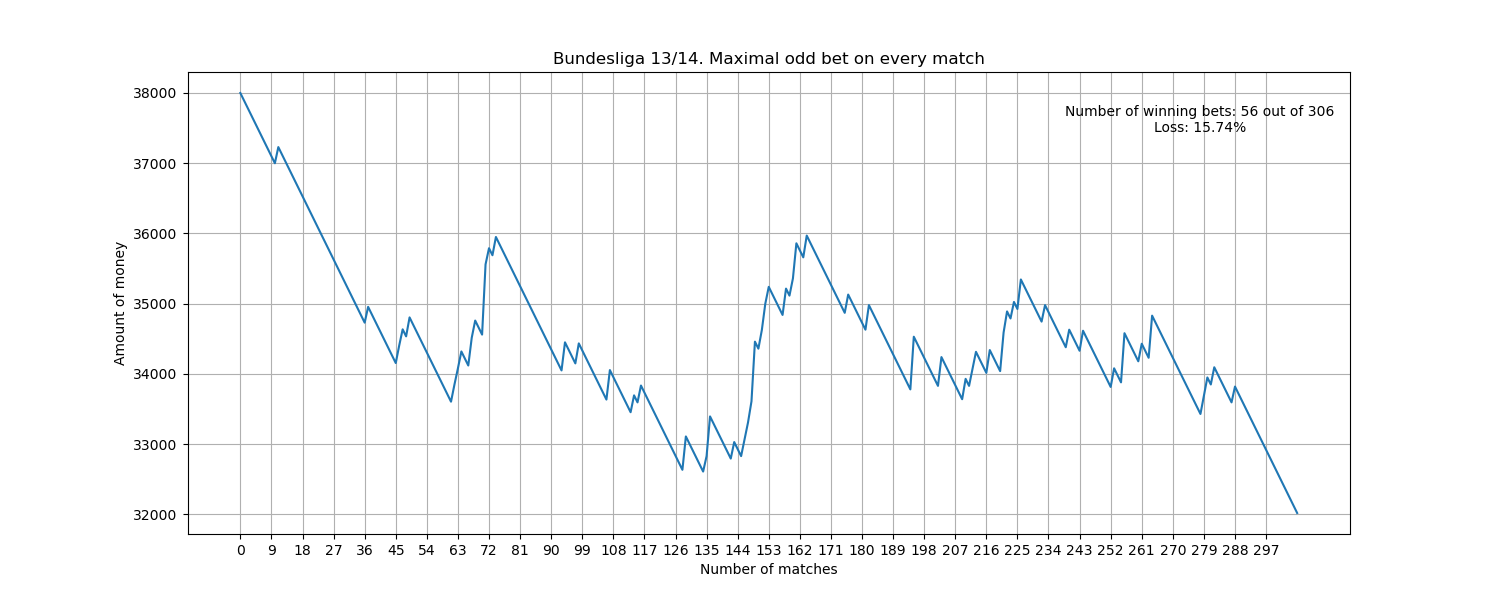 Bundesliga 13/14. Maximal odd bet on every match
Number of winning bets: 56 out of 306
Loss: 15.74%
Amount of money
38000
37000
36000
35000
34000
33000
32000
0 9 18 27 36 45 54 63 72 81 90 99 108 117 126 135 144 153 162 171 180 189 198 207 216 225 234 243 252 261 270 279 288 297
Number of matches